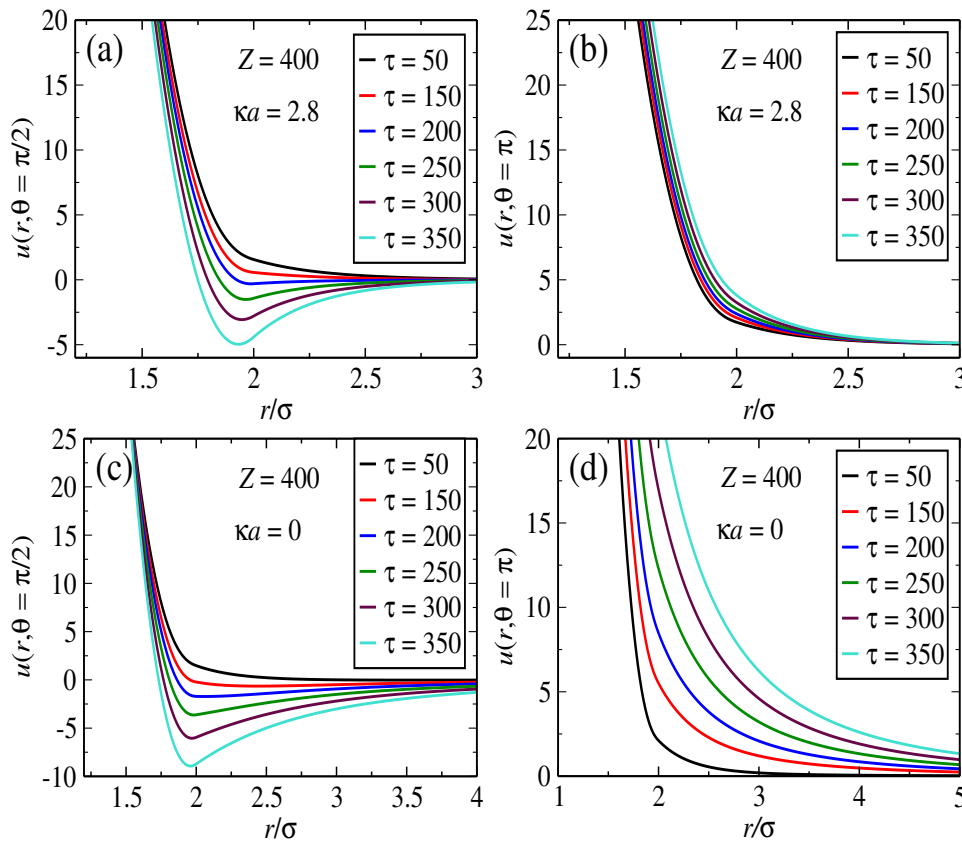 (a)
Z = 400
κa = 2.8
τ = 50
τ = 150
τ = 200
τ = 250
τ = 300
τ = 350
20
15
10
5
0
-5
u(r,θ = π/2)
1.5
2
2.5
3
r/σ
(b)
Z = 400
κa = 2.8
τ = 50
τ = 150
τ = 200
τ = 250
τ = 300
τ = 350
25
20
15
10
5
0
u(r,θ = π)
1.5
2
2.5
3
r/σ
(c)
Z = 400
κa = 0
τ = 50
τ = 150
τ = 200
τ = 250
τ = 300
τ = 350
25
20
15
10
5
0
-5
-10
u(r,θ = π/2)
1.5
2
2.5
3
3.5
4
r/σ
(d)
Z = 400
κa = 0
τ = 50
τ = 150
τ = 200
τ = 250
τ = 300
τ = 350
20
15
10
5
0
u(r,θ = π)
1
2
3
4
5
r/σ